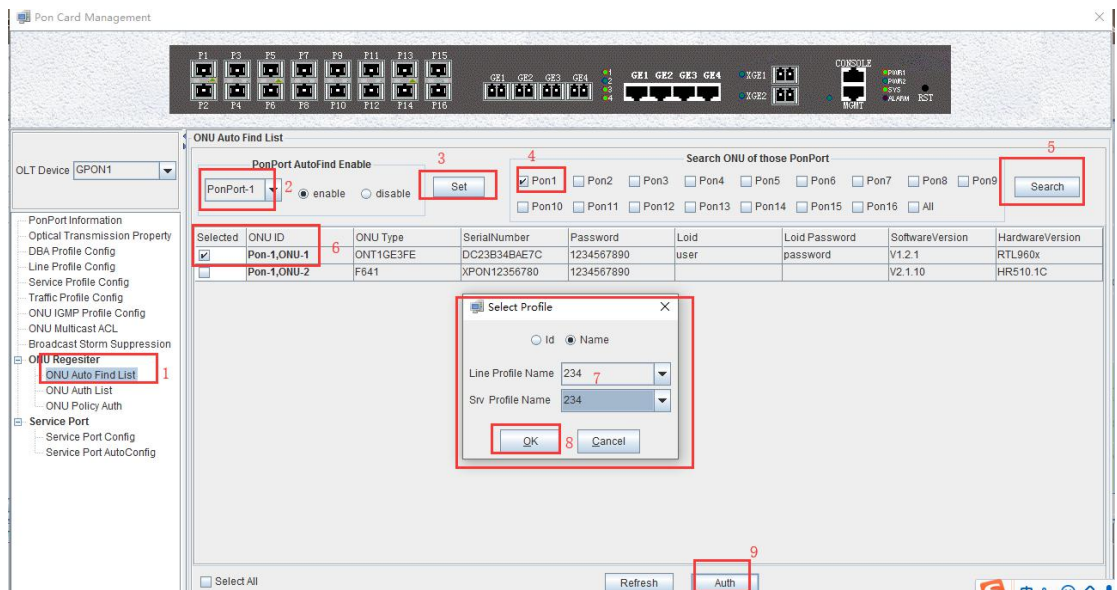 Pon Card Management
P1 P3 P5 P7 P9 P11 P13 P15
GE1 GE2 GE3 GE4 1 2 3 4 GE1 GE2 GE3 GE4 XGE1 XGE2 CONSOLE MGMT PWR1 PWR2 SYS ALARM RST
P2 P4 P6 P8 P10 P12 P14 P16
OLT Device GPON1
PonPort Information
Optical Transmission Property
DBA Profile Config
Line Profile Config
Service Profile Config
Traffic Profile Config
ONU IGMP Profile Config
ONU Multicast ACL
Broadcast Storm Suppression
ONU Regesiter
ONU Auto Find List 1
ONU Auth List
ONU Policy Auth
Service Port
Service Port Config
Service Port AutoConfig
ONU Auto Find List
PonPort AutoFind Enable
PonPort-1 2 enable disable
3
Set
4
Search ONU of those PonPort
Pon1 Pon2 Pon3 Pon4 Pon5 Pon6 Pon7 Pon8 Pon9
Pon10 Pon11 Pon12 Pon13 Pon14 Pon15 Pon16 All
5
Search
Selected ONU ID ONU Type SerialNumber Password Loid Loid Password SoftwareVersion HardwareVersion
6
Pon-1,ONU-1 ONT1GE3FE DC23B34BAE7C 1234567890 user password V1.2.1 RTL960x
Pon-1,ONU-2 F641 XPON12356780 1234567890 V2.1.10 HR510.1C
Select Profile
Id Name
Line Profile Name 234 7
Srv Profile Name 234
OK 8 Cancel
9
Select All Refresh Auth